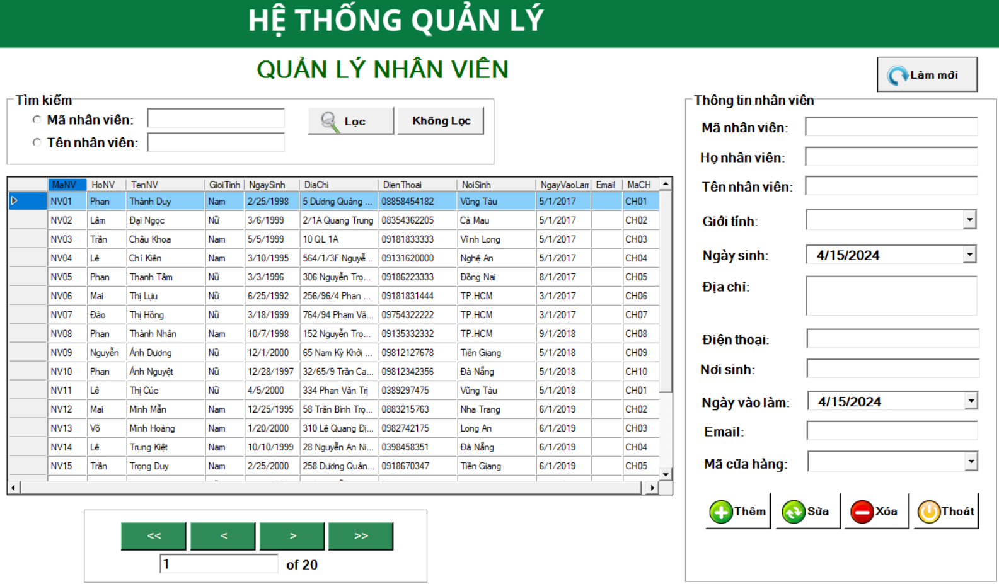 HỆ THỐNG QUẢN LÝ
QUẢN LÝ NHÂN VIÊN
Làm mới
Tìm kiếm
Mã nhân viên:
Tên nhân viên:
Lọc
Không Lọc
MaNV HoNV TenNV GioiTinh NgaySinh DiaChi DienThoai NoiSinh NgayVaoLam Email MaCH
NV01 Phan Thành Duy Nam 2/25/1998 5 Dương Quảng ... 08858454182 Vũng Tàu 5/1/2017 CH01
NV02 Lâm Đại Ngọc Nữ 3/6/1999 2/1A Quang Trung 08354362205 Cà Mau 5/1/2017 CH02
NV03 Trần Châu Khoa Nam 5/5/1999 10 QL 1A 09181833333 Vĩnh Long 5/1/2017 CH03
NV04 Lê Chí Kiên Nam 3/10/1995 564/1/3F Nguyễ... 09131620000 Nghệ An 5/1/2017 CH04
NV05 Phan Thanh Tâm Nữ 3/3/1996 306 Nguyễn Trọ... 09186223333 Đồng Nai 8/1/2017 CH05
NV06 Mai Thị Lựu Nữ 6/25/1992 256/96/4 Phan ... 09181831444 TP.HCM 3/1/2017 CH06
NV07 Đào Thị Hồng Nữ 3/18/1999 764/94 Phạm Vă... 09754322222 TP.HCM 3/1/2017 CH07
NV08 Phan Thành Nhân Nam 10/7/1998 152 Nguyễn Trọ... 09135332332 TP.HCM 9/1/2018 CH08
NV09 Nguyễn Ánh Dương Nữ 12/1/2000 65 Nam Kỳ Khởi ... 09812127678 Tiền Giang 5/1/2018 CH09
NV10 Phan Ánh Nguyệt Nữ 12/28/1997 32/65/9 Trần Ca... 09812342356 Đà Nẵng 5/1/2018 CH10
NV11 Lê Thị Cúc Nữ 4/5/2000 334 Phan Văn Trị 0389297475 Vũng Tàu 5/1/2018 CH01
NV12 Mai Minh Mẫn Nam 12/25/1995 58 Trần Bình Trọ... 0883215763 Nha Trang 6/1/2019 CH02
NV13 Võ Minh Hoàng Nam 1/20/2000 310 Lê Quang Đị... 0982742175 Long An 6/1/2019 CH03
NV14 Lê Trung Kiệt Nam 10/10/1999 28 Nguyễn An Ni... 0398458351 Đà Nẵng 6/1/2019 CH04
NV15 Trần Trọng Duy Nam 2/25/2000 258 Dương Quản... 0918670347 Tiền Giang 6/1/2019 CH05
<< < > >>
1 of 20
Thông tin nhân viên
Mã nhân viên:
Họ nhân viên:
Tên nhân viên:
Giới tính:
Ngày sinh: 4/15/2024
Địa chỉ:
Điện thoại:
Nơi sinh:
Ngày vào làm: 4/15/2024
Email:
Mã cửa hàng:
Thêm Sửa Xóa Thoát